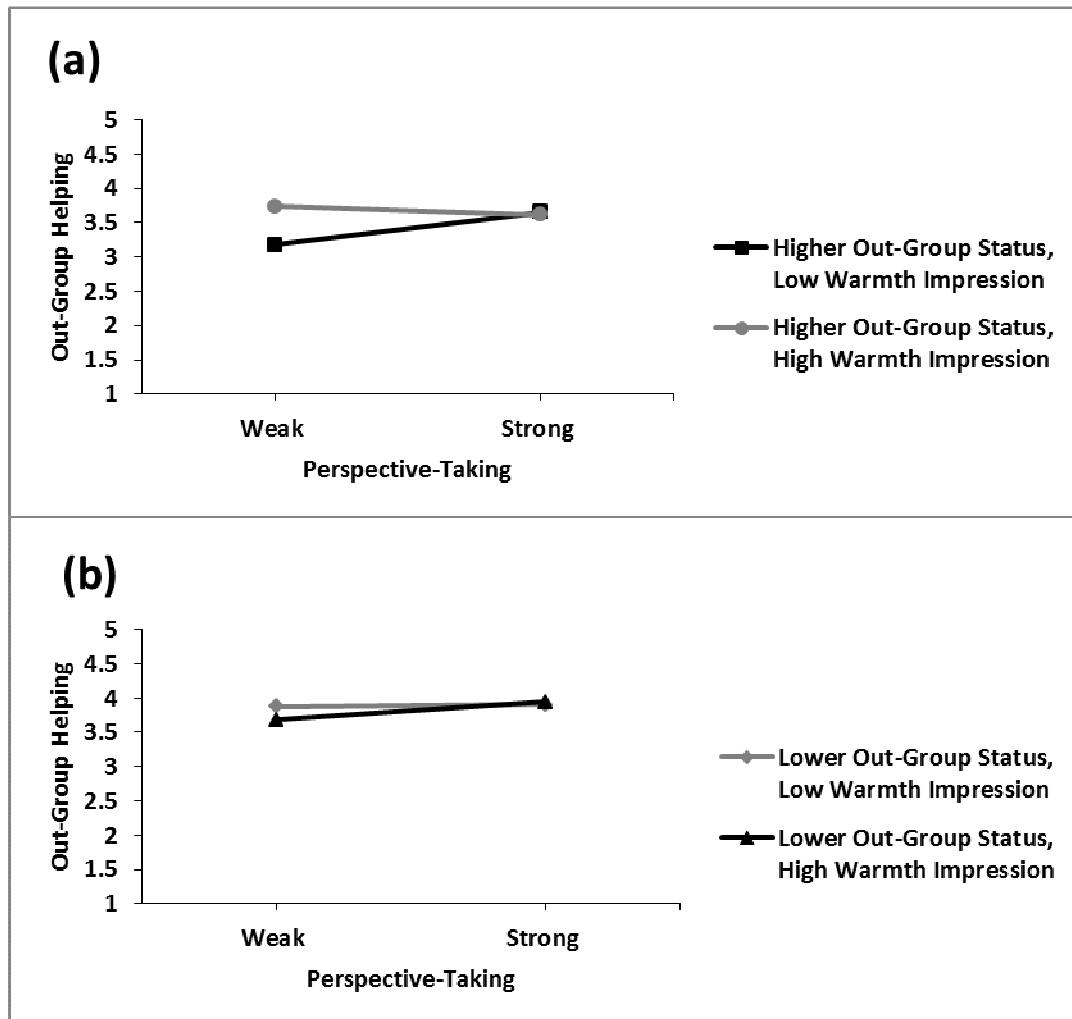 (a)
5
4.5
4
3.5
3
2.5
2
1.5
1
Out-Group Helping
Weak
Strong
Perspective-Taking
Higher Out-Group Status,
Low Warmth Impression
Higher Out-Group Status,
High Warmth Impression
(b)
5
4.5
4
3.5
3
2.5
2
1.5
1
Out-Group Helping
Weak
Strong
Perspective-Taking
Lower Out-Group Status,
Low Warmth Impression
Lower Out-Group Status,
High Warmth Impression